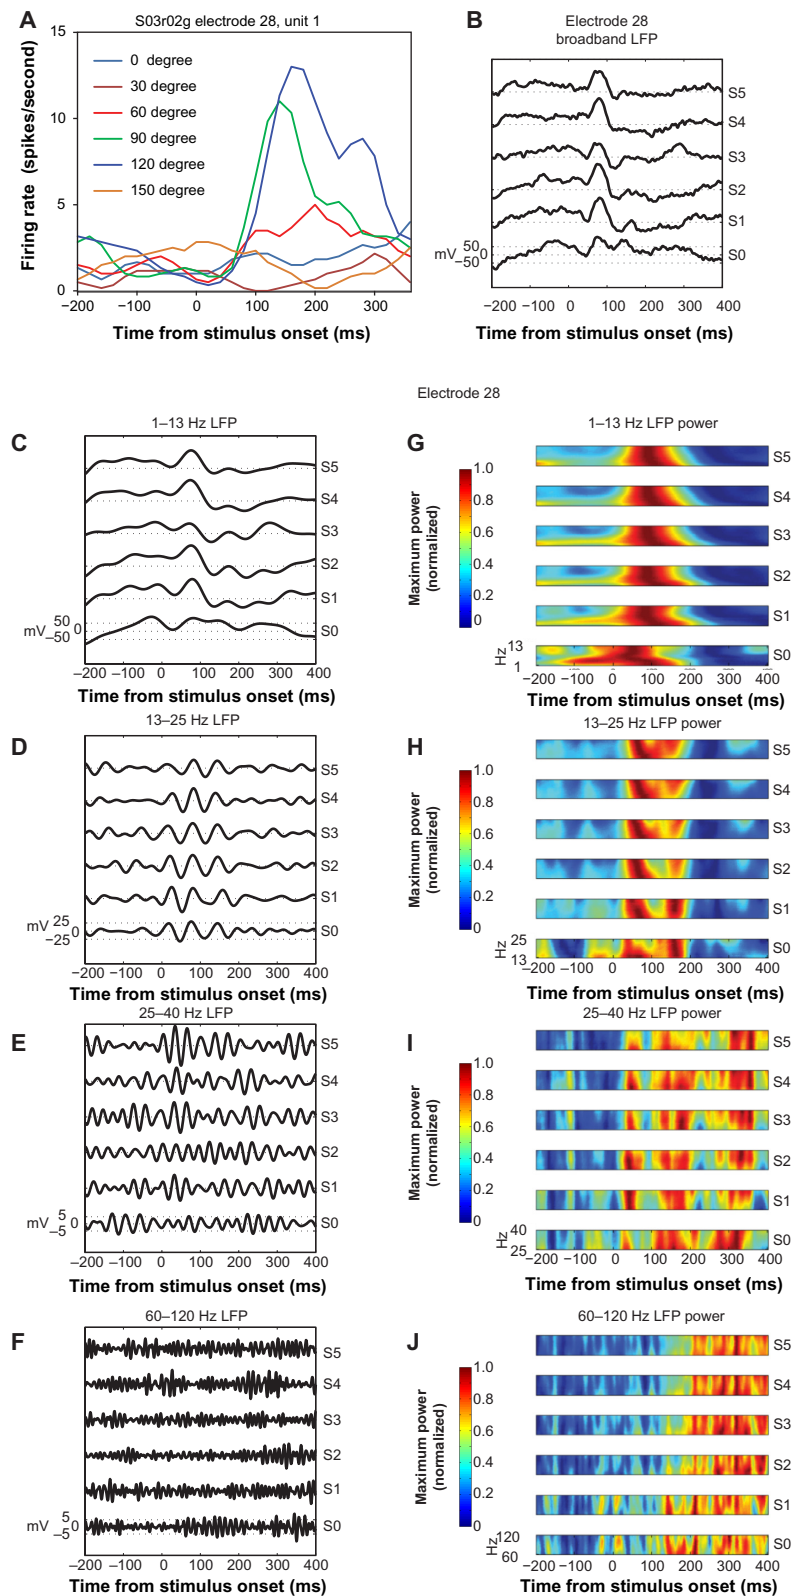 A
S03r02g electrode 28, unit 1
Firing rate (spikes/second)
15
10
5
0
0 degree
30 degree
60 degree
90 degree
120 degree
150 degree
−200 −100 0 100 200 300
Time from stimulus onset (ms)
B
Electrode 28
broadband LFP
S5
S4
S3
S2
S1
S0
mV 50 0 −50
−200 −100 0 100 200 300 400
Time from stimulus onset (ms)
Electrode 28
C
1–13 Hz LFP
S5
S4
S3
S2
S1
S0
mV 50 0 −50
−200 −100 0 100 200 300 400
Time from stimulus onset (ms)
G
1–13 Hz LFP power
Maximum power
(normalized)
1.0
0.8
0.6
0.4
0.2
0
S5
S4
S3
S2
S1
S0
Hz 13 1
−200 −100 0 100 200 300 400
Time from stimulus onset (ms)
D
13–25 Hz LFP
S5
S4
S3
S2
S1
S0
mV 25 0 −25
−200 −100 0 100 200 300 400
Time from stimulus onset (ms)
H
13–25 Hz LFP power
Maximum power
(normalized)
1.0
0.8
0.6
0.4
0.2
0
S5
S4
S3
S2
S1
S0
Hz 25 13
−200 −100 0 100 200 300 400
Time from stimulus onset (ms)
E
25–40 Hz LFP
S5
S4
S3
S2
S1
S0
mV 5 0 −5
−200 −100 0 100 200 300 400
Time from stimulus onset (ms)
I
25–40 Hz LFP power
Maximum power
(normalized)
1.0
0.8
0.6
0.4
0.2
0
S5
S4
S3
S2
S1
S0
Hz 40 25
−200 −100 0 100 200 300 400
Time from stimulus onset (ms)
F
60–120 Hz LFP
S5
S4
S3
S2
S1
S0
mV 5 0 −5
−200 −100 0 100 200 300 400
Time from stimulus onset (ms)
J
60–120 Hz LFP power
Maximum power
(normalized)
1.0
0.8
0.6
0.4
0.2
0
S5
S4
S3
S2
S1
S0
Hz 120 60
−200 −100 0 100 200 300 400
Time from stimulus onset (ms)